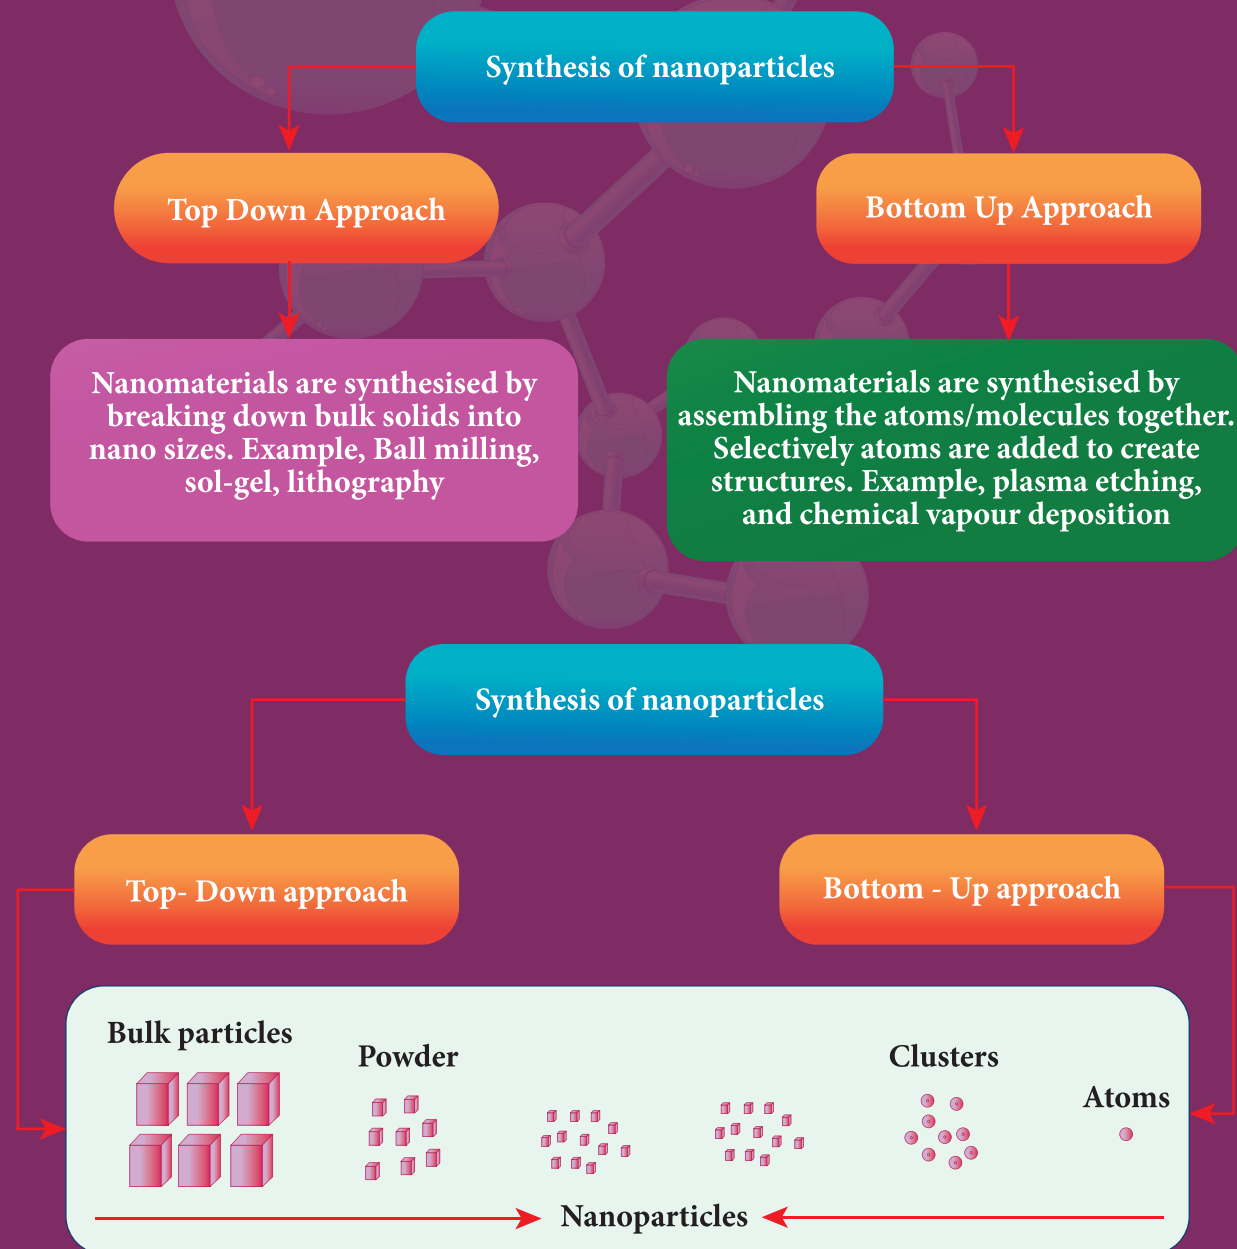 Synthesis of nanoparticles
Top Down Approach
Bottom Up Approach
Nanomaterials are synthesised by
breaking down bulk solids into
nano sizes. Example, Ball milling,
sol-gel, lithography
Nanomaterials are synthesised by
assembling the atoms/molecules together.
Selectively atoms are added to create
structures. Example, plasma etching,
and chemical vapour deposition
Synthesis of nanoparticles
Top- Down approach
Bottom - Up approach
Bulk particles
Powder
Clusters
Atoms
Nanoparticles